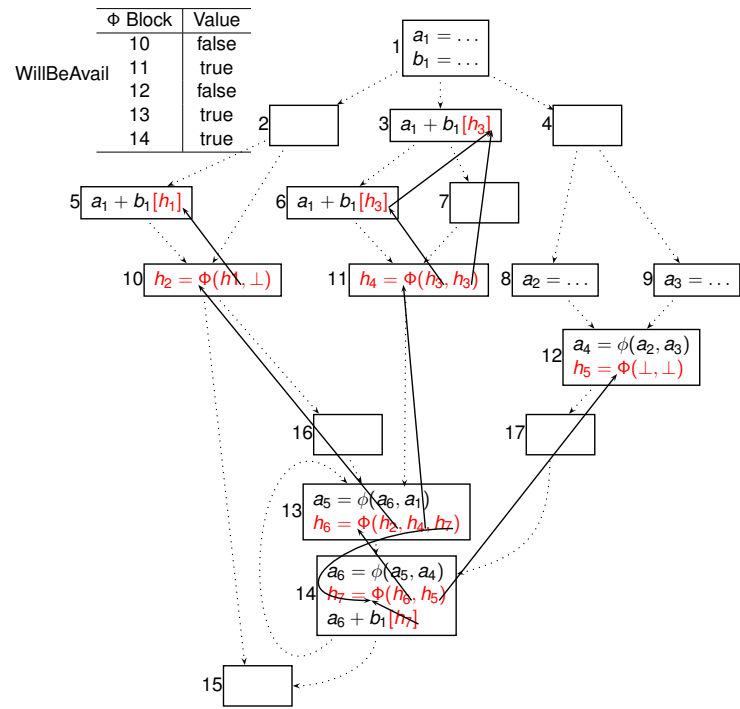 Φ Block Value
10 false
11 true
12 false
13 true
14 true
WillBeAvail
1
a₁ = …
b₁ = …
2
3 a₁ + b₁[h₃]
4
5 a₁ + b₁[h₁]
6 a₁ + b₁[h₃]
7
10 h₂ = Φ(h1, ⊥)
11 h₄ = Φ(h₃, h₃)
8 a₂ = …
9 a₃ = …
12
a₄ = ϕ(a₂, a₃)
h₅ = Φ(⊥, ⊥)
16
17
13
a₅ = ϕ(a₆, a₁)
h₆ = Φ(h₂, h₄, h₇)
14
a₆ = ϕ(a₅, a₄)
h₇ = Φ(h₆, h₅)
a₆ + b₁[h₇]
15